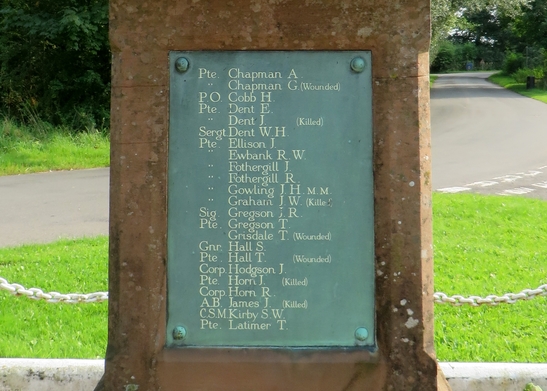 Pte. Chapman A.
Chapman G. (Wounded)
P.O. Cobb H.
Pte. Dent E.
" Dent J. (Killed)
Sergt. Dent W.H.
Pte. Ellison J.
" Ewbank R.W.
" Fothergill J.
" Fothergill R.
" Gowling J.H. M.M.
" Graham J.W. (Killed)
Sig. Gregson J.R.
Pte. Gregson T.
" Grisdale T. (Wounded)
Gnr. Hall S.
Pte. Hall T. (Wounded)
Corp. Hodgson J.
Pte. Horn J. (Killed)
Corp. Horn R.
A.B. James J. (Killed)
C.S.M. Kirby S.W.
Pte. Latimer T.